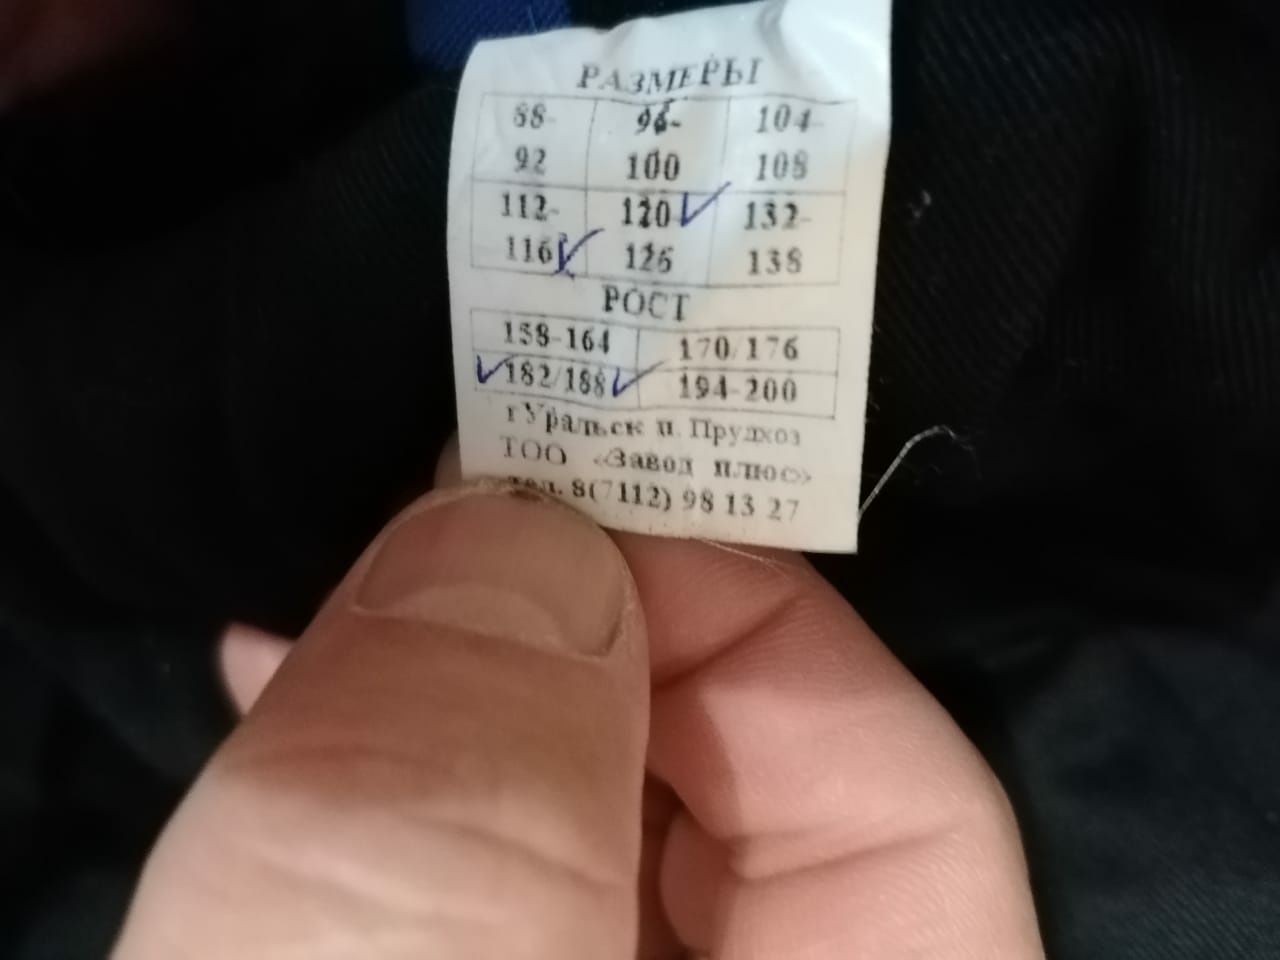 РАЗМЕРЫ
88- 96- 104-
92 100 108
112- 120- 132-
116 126 138
РОСТ
158-164 170/176
182/188 194-200
г Уральск п. Прудхоз
ТОО «Завод плюс»
тел. 8(7112) 98 13 27